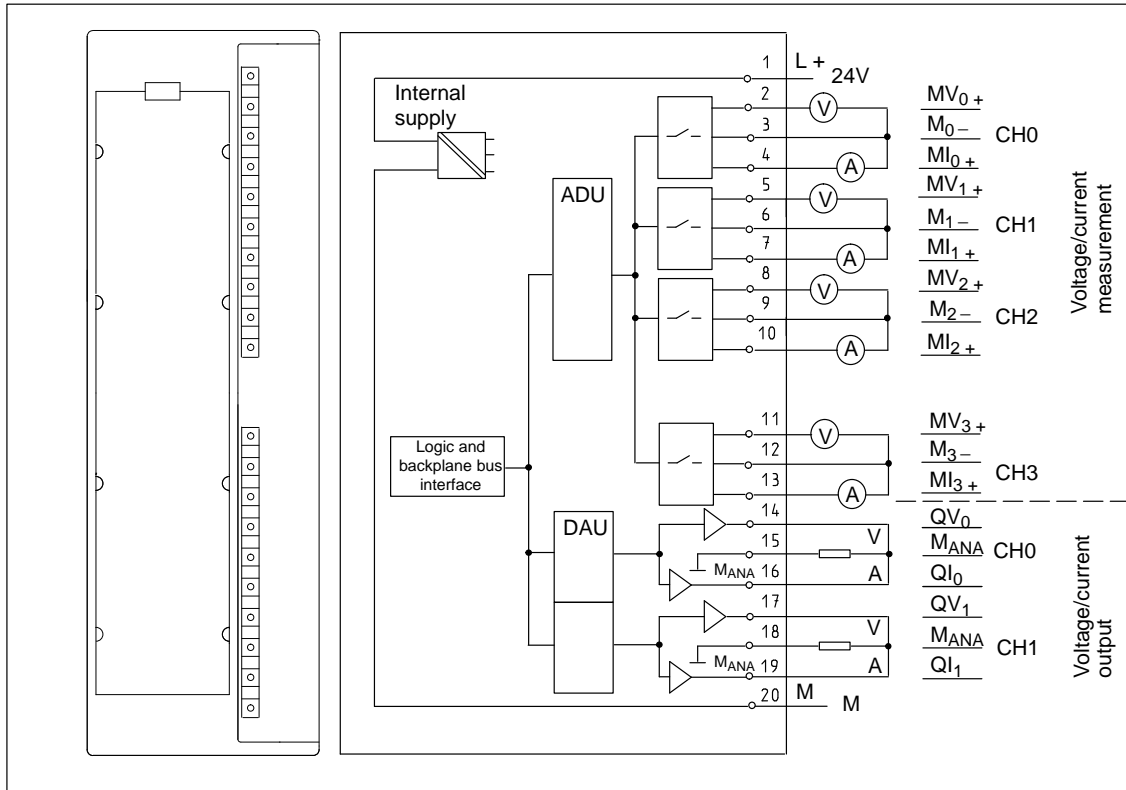 1 L + 24V
Internal supply
2 V MV0 +
3 M0 – CH0
4 A MI0 +
ADU
5 V MV1 +
6 M1 – CH1
7 A MI1 +
8 V MV2 +
9 M2 – CH2
10 A MI2 +
Voltage/current measurement
11 V MV3 +
12 M3 – CH3
13 A MI3 +
Logic and
backplane bus
interface
DAU
14 V QV0
15 MANA CH0
MANA 16 A QI0
17 V QV1
18 MANA CH1
MANA 19 A QI1
Voltage/current output
20 M M